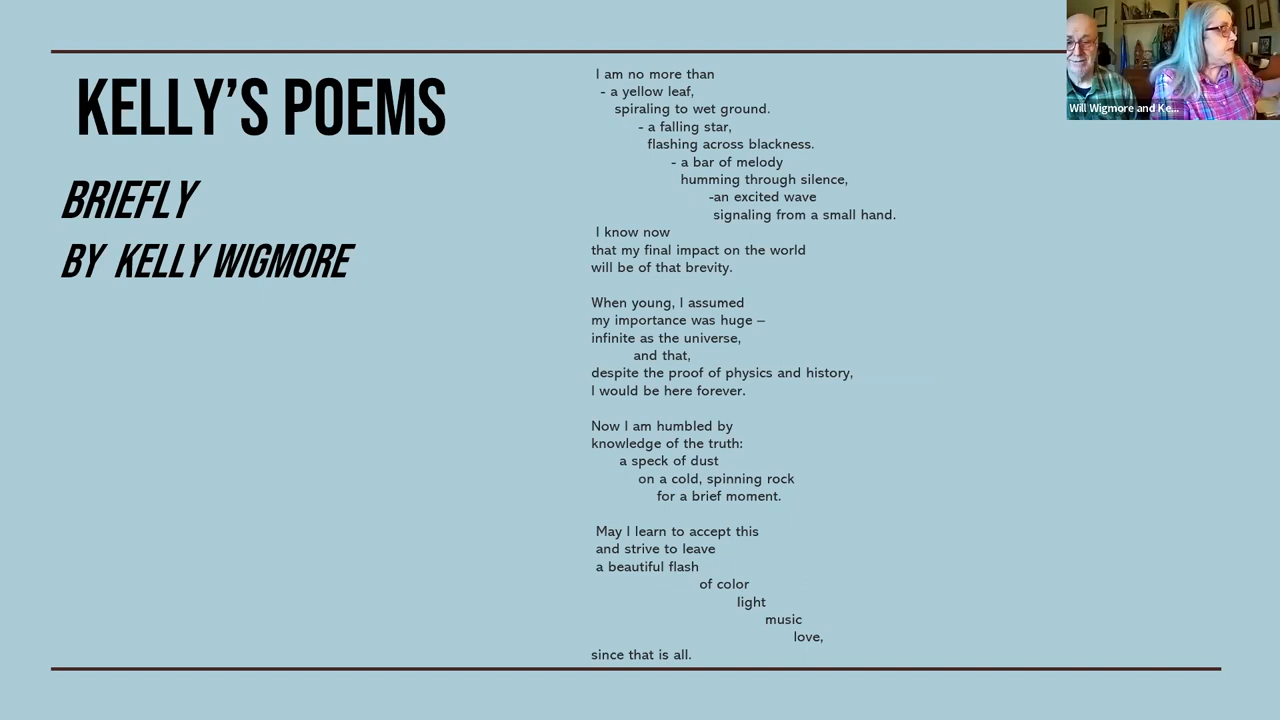 KELLY'S POEMS
BRIEFLY
BY KELLY WIGMORE
I am no more than
- a yellow leaf,
spiraling to wet ground.
- a falling star,
flashing across blackness.
- a bar of melody
humming through silence,
-an excited wave
signaling from a small hand.
I know now
that my final impact on the world
will be of that brevity.
When young, I assumed
my importance was huge –
infinite as the universe,
and that,
despite the proof of physics and history,
I would be here forever.
Now I am humbled by
knowledge of the truth:
a speck of dust
on a cold, spinning rock
for a brief moment.
May I learn to accept this
and strive to leave
a beautiful flash
of color
light
music
love,
since that is all.
Will Wigmore and Ke...